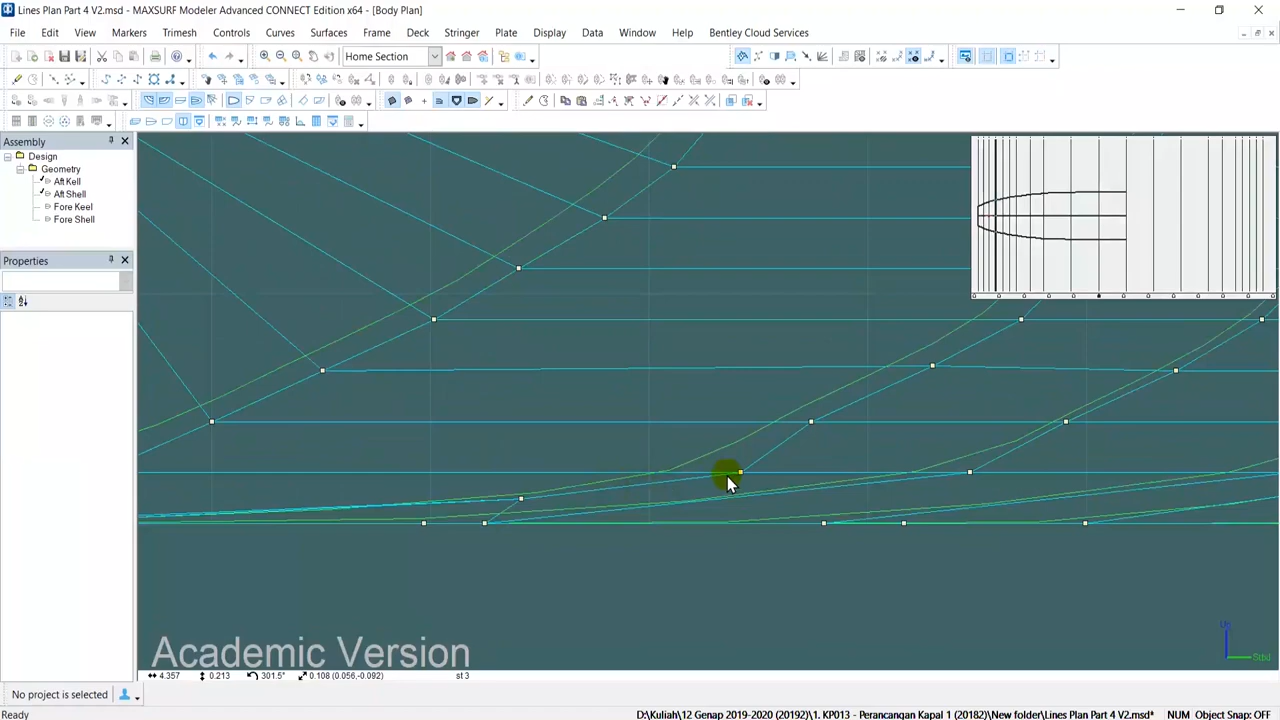 Lines Plan Part 4 V2.msd - MAXSURF Modeler Advanced CONNECT Edition x64 - [Body Plan]
File Edit View Markers Trimesh Controls Curves Surfaces Frame Deck Stringer Plate Display Data Window Help Bentley Cloud Services
Home Section
Assembly
Design
Geometry
Aft Kell
Aft Shell
Fore Keel
Fore Shell
Properties
Up
Stbd
Academic Version
4.357 0.213 301.5° 0.108 (0.056,-0.092) st 3
No project is selected
Ready D:\Kuliah\12 Genap 2019-2020 (20192)\1. KP013 - Perancangan Kapal 1 (20182)\New folder\Lines Plan Part 4 V2.msd* NUM Object Snap: OFF